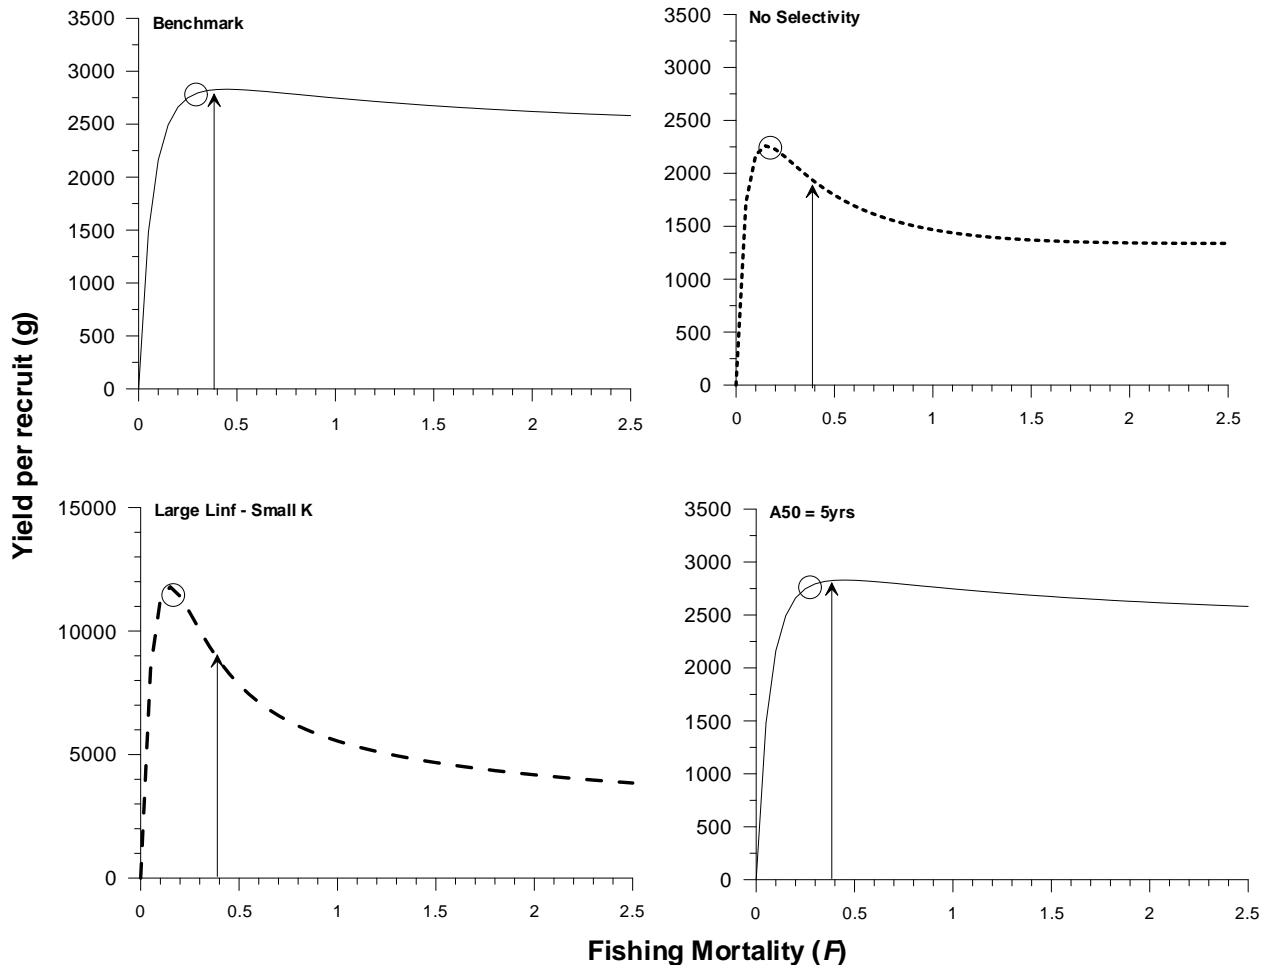 Benchmark
3500
3000
2500
2000
1500
1000
500
0
0 0.5 1 1.5 2 2.5
No Selectivity
3500
3000
2500
2000
1500
1000
500
0
0 0.5 1 1.5 2 2.5
Yield per recruit (g)
Large Linf - Small K
15000
10000
5000
0
0 0.5 1 1.5 2 2.5
A50 = 5yrs
3500
3000
2500
2000
1500
1000
500
0
0 0.5 1 1.5 2 2.5
Fishing Mortality (F)